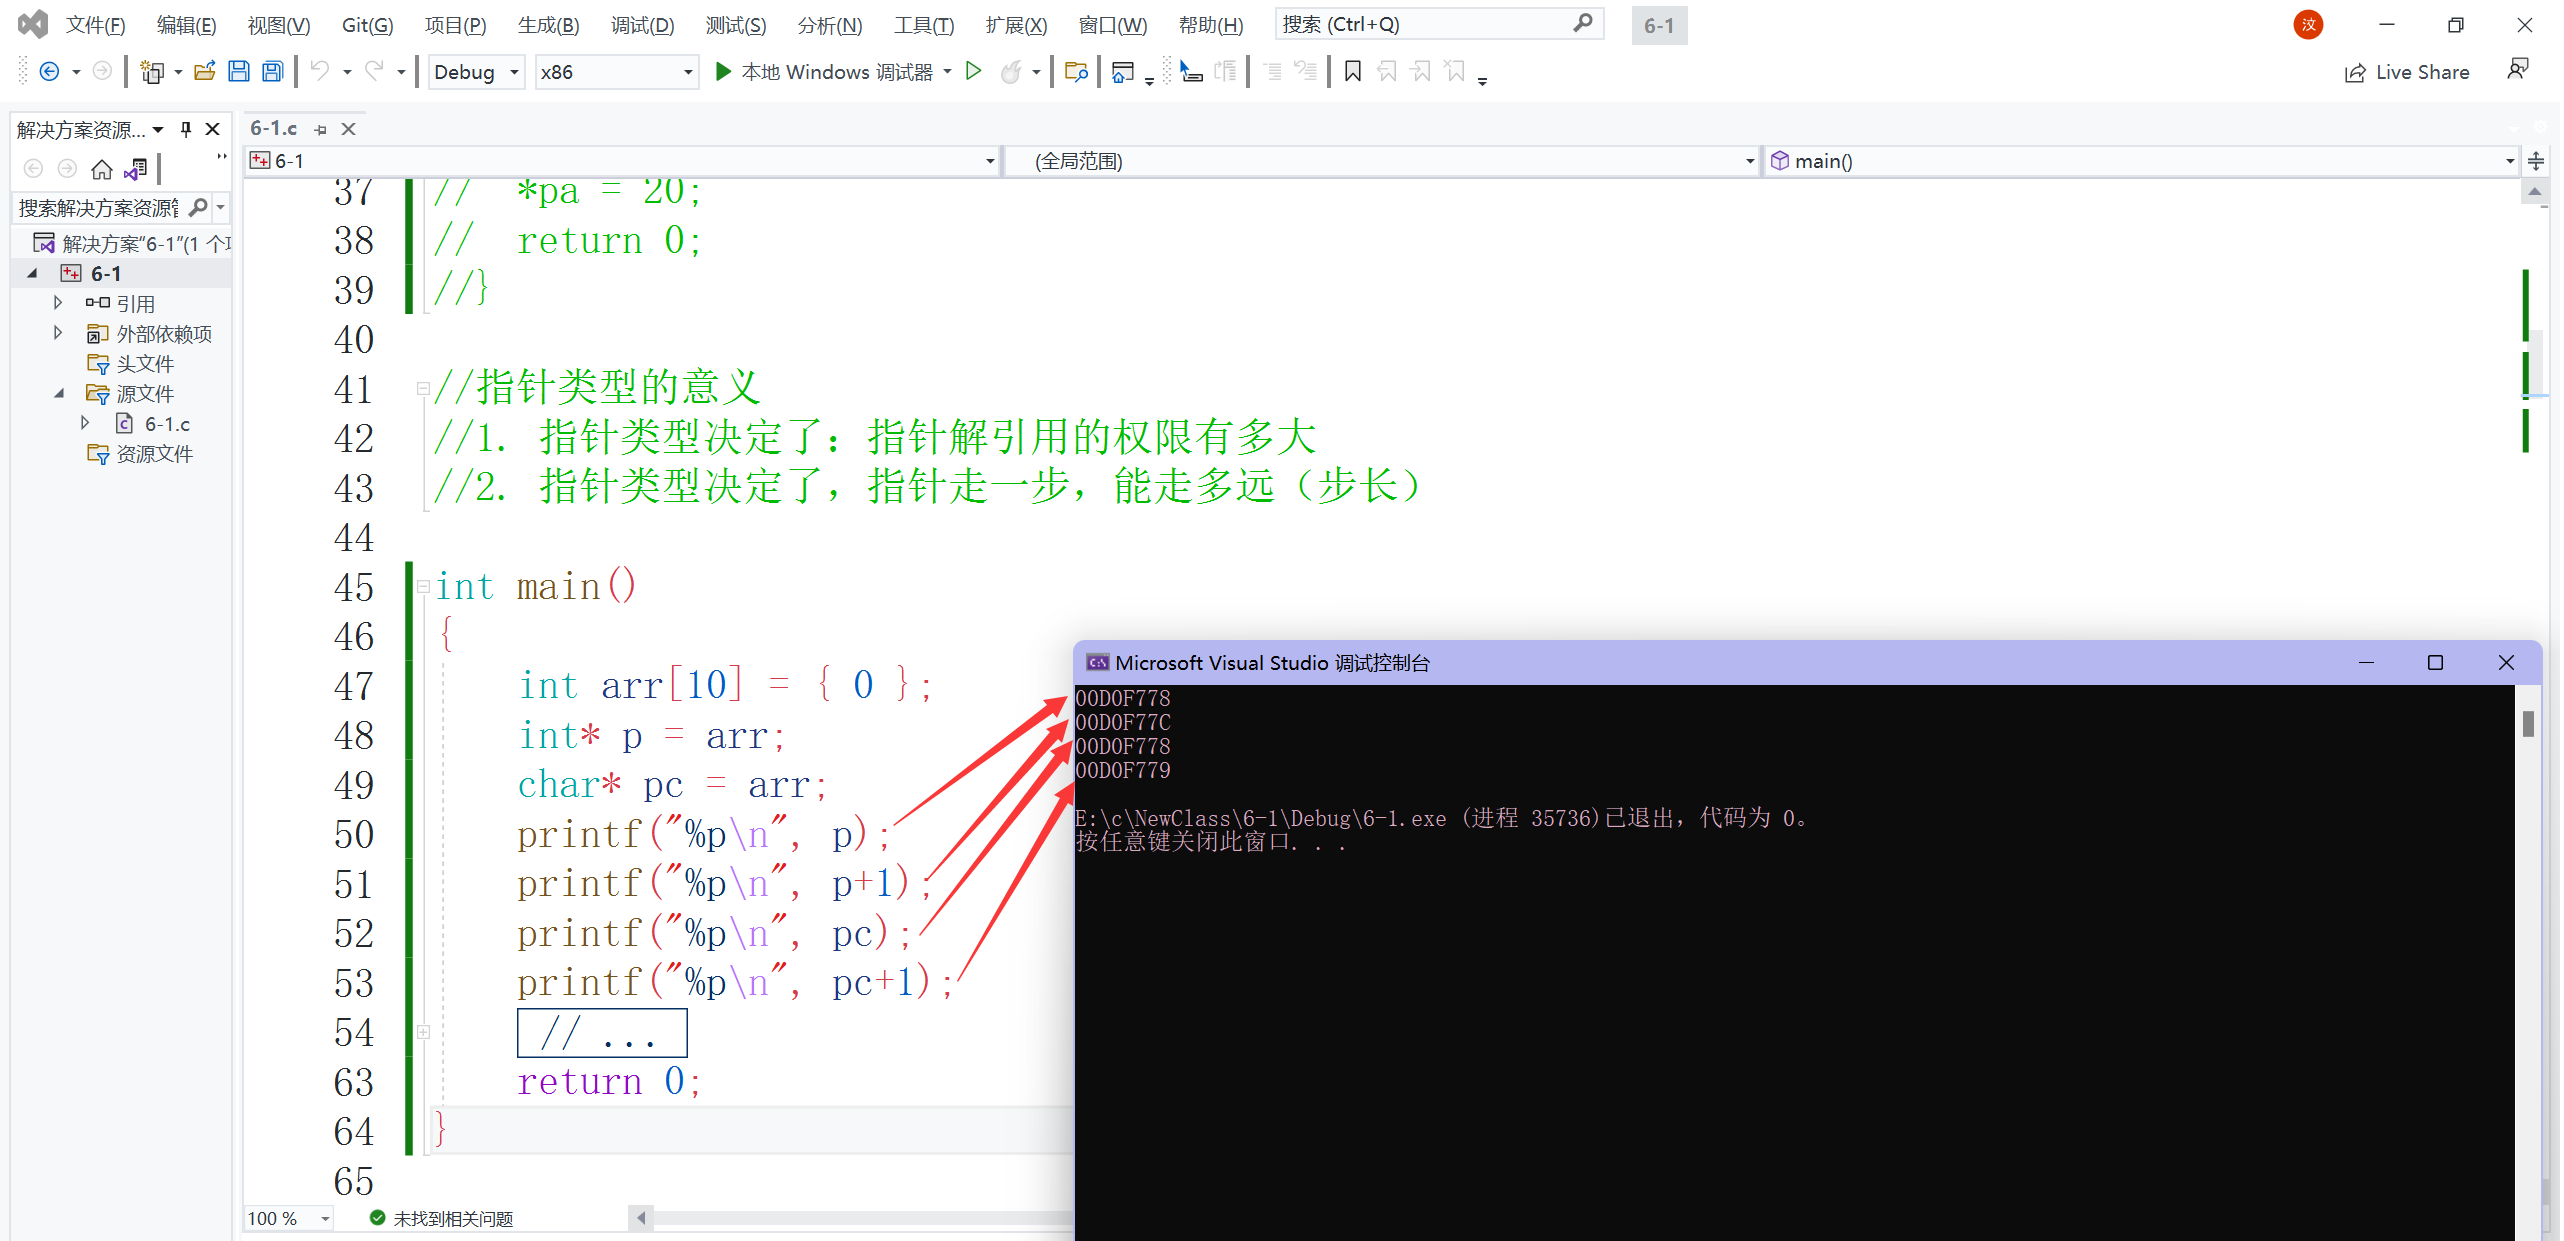 文件(F) 编辑(E) 视图(V) Git(G) 项目(P) 生成(B) 调试(D) 测试(S) 分析(N) 工具(T) 扩展(X) 窗口(W) 帮助(H) 搜索 (Ctrl+Q) 6-1 汶
Debug x86 本地 Windows 调试器 Live Share
解决方案资源... 6-1.c
6-1 (全局范围) main()
搜索解决方案资源管
解决方案"6-1"(1 个项
6-1
引用
外部依赖项
头文件
源文件
6-1.c
资源文件
37 // *pa = 20;
38 // return 0;
39 //}
40
41 //指针类型的意义
42 //1. 指针类型决定了：指针解引用的权限有多大
43 //2. 指针类型决定了，指针走一步，能走多远（步长）
44
45 int main()
46 {
47 int arr[10] = { 0 };
48 int* p = arr;
49 char* pc = arr;
50 printf("%p\n", p);
51 printf("%p\n", p+1);
52 printf("%p\n", pc);
53 printf("%p\n", pc+1);
54 // ...
63 return 0;
64 }
65
100 % 未找到相关问题
Microsoft Visual Studio 调试控制台
00D0F778
00D0F77C
00D0F778
00D0F779
E:\c\NewClass\6-1\Debug\6-1.exe (进程 35736)已退出，代码为 0。
按任意键关闭此窗口. . .